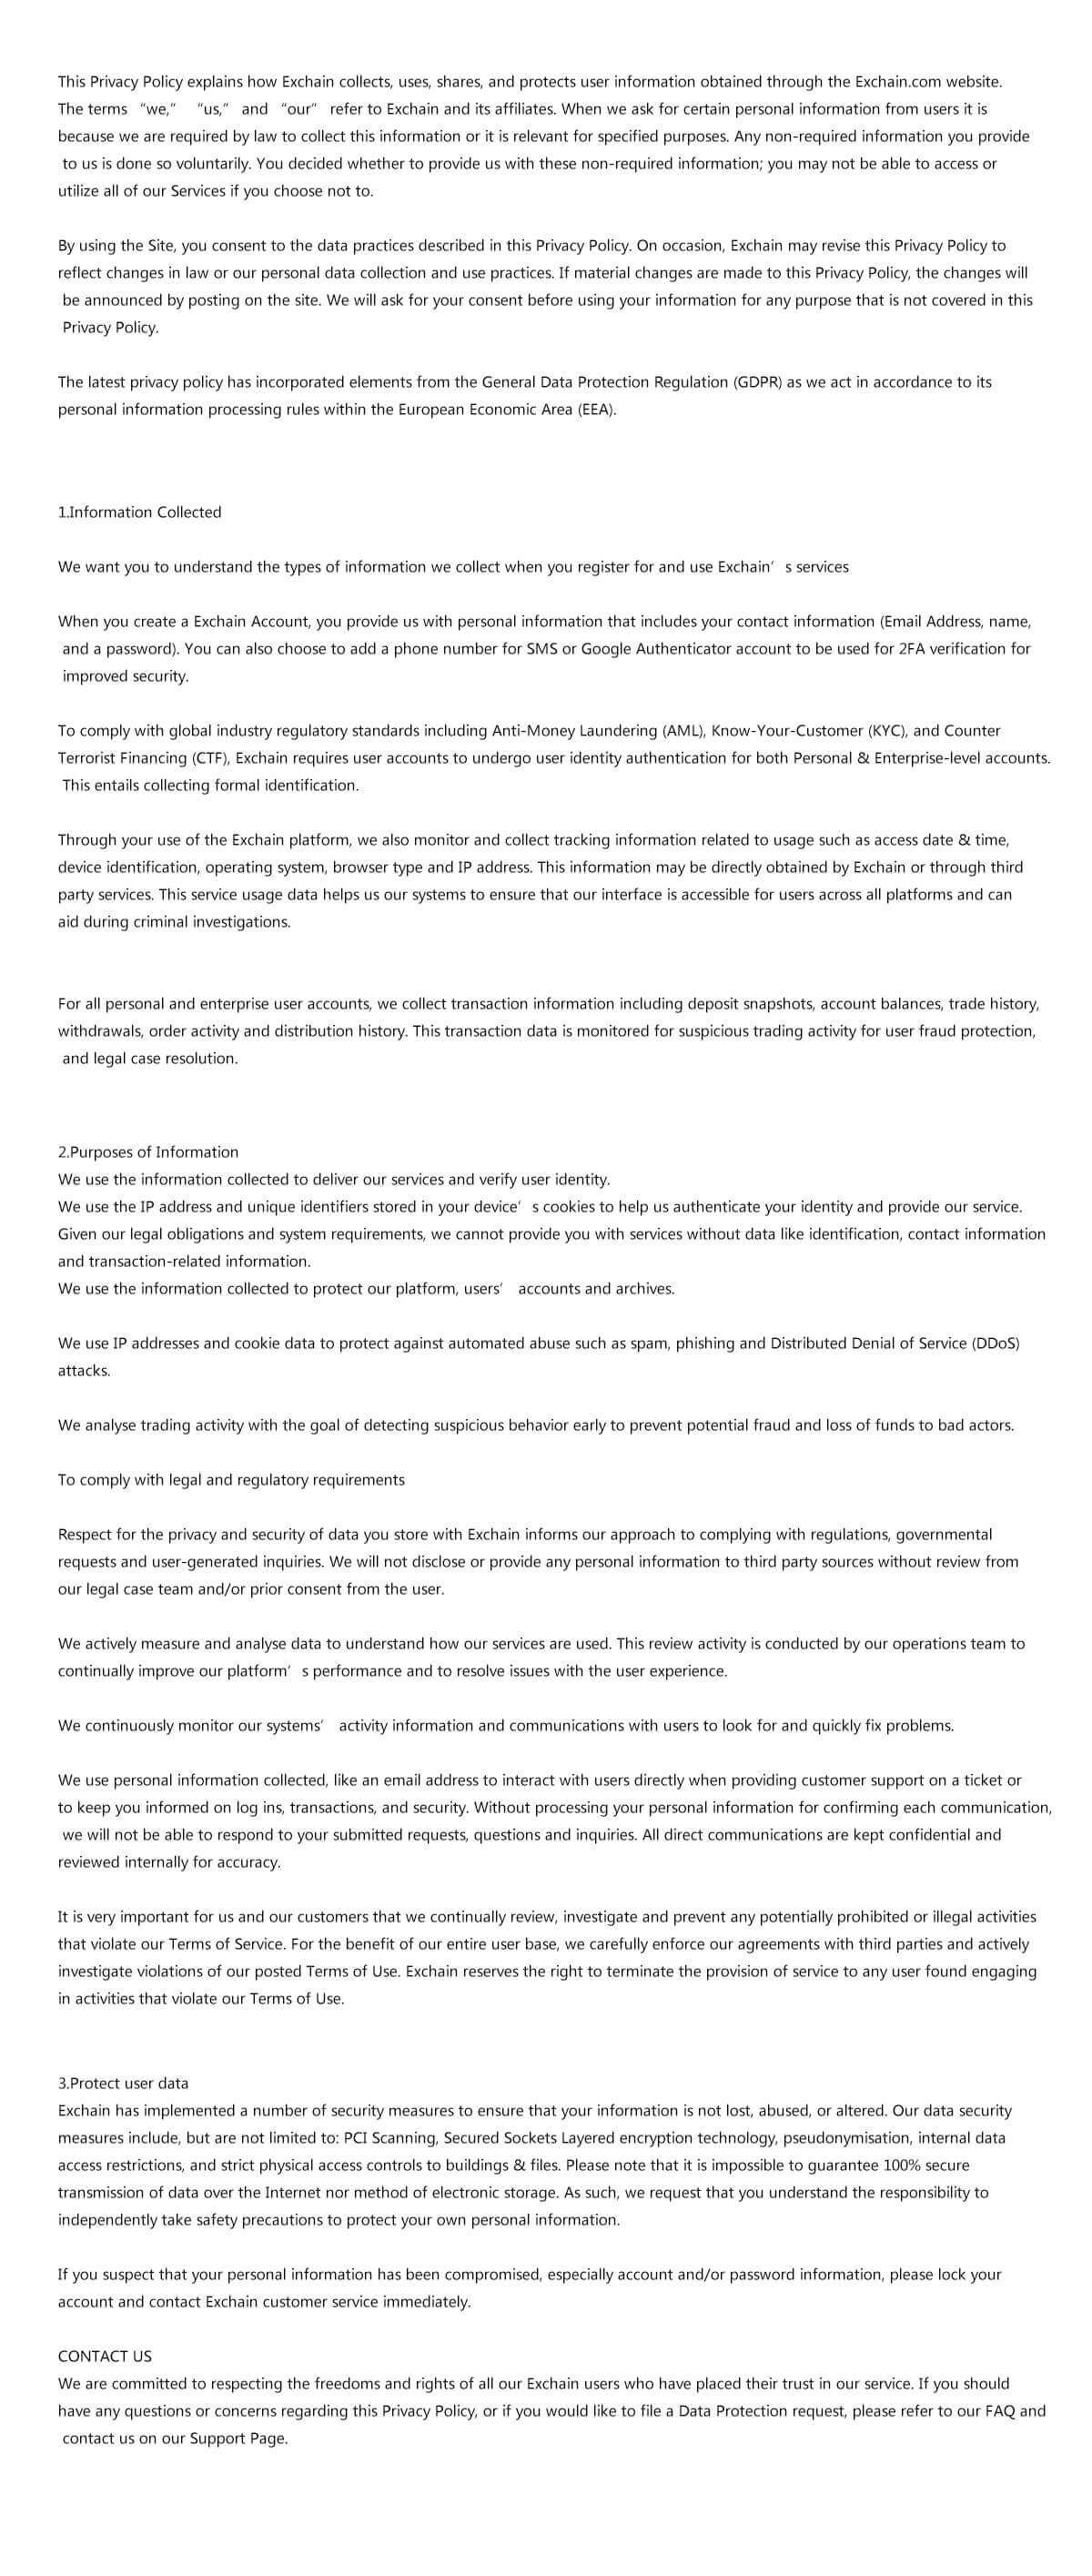 This Privacy Policy explains how Exchain collects, uses, shares, and protects user information obtained through the Exchain.com website.
The terms “we,” “us,” and “our” refer to Exchain and its affiliates. When we ask for certain personal information from users it is
because we are required by law to collect this information or it is relevant for specified purposes. Any non-required information you provide
to us is done so voluntarily. You decided whether to provide us with these non-required information; you may not be able to access or
utilize all of our Services if you choose not to.
By using the Site, you consent to the data practices described in this Privacy Policy. On occasion, Exchain may revise this Privacy Policy to
reflect changes in law or our personal data collection and use practices. If material changes are made to this Privacy Policy, the changes will
be announced by posting on the site. We will ask for your consent before using your information for any purpose that is not covered in this
Privacy Policy.
The latest privacy policy has incorporated elements from the General Data Protection Regulation (GDPR) as we act in accordance to its
personal information processing rules within the European Economic Area (EEA).
1.Information Collected
We want you to understand the types of information we collect when you register for and use Exchain’s services
When you create a Exchain Account, you provide us with personal information that includes your contact information (Email Address, name,
and a password). You can also choose to add a phone number for SMS or Google Authenticator account to be used for 2FA verification for
improved security.
To comply with global industry regulatory standards including Anti-Money Laundering (AML), Know-Your-Customer (KYC), and Counter
Terrorist Financing (CTF), Exchain requires user accounts to undergo user identity authentication for both Personal & Enterprise-level accounts.
This entails collecting formal identification.
Through your use of the Exchain platform, we also monitor and collect tracking information related to usage such as access date & time,
device identification, operating system, browser type and IP address. This information may be directly obtained by Exchain or through third
party services. This service usage data helps us our systems to ensure that our interface is accessible for users across all platforms and can
aid during criminal investigations.
For all personal and enterprise user accounts, we collect transaction information including deposit snapshots, account balances, trade history,
withdrawals, order activity and distribution history. This transaction data is monitored for suspicious trading activity for user fraud protection,
and legal case resolution.
2.Purposes of Information
We use the information collected to deliver our services and verify user identity.
We use the IP address and unique identifiers stored in your device’s cookies to help us authenticate your identity and provide our service.
Given our legal obligations and system requirements, we cannot provide you with services without data like identification, contact information
and transaction-related information.
We use the information collected to protect our platform, users’ accounts and archives.
We use IP addresses and cookie data to protect against automated abuse such as spam, phishing and Distributed Denial of Service (DDoS)
attacks.
We analyse trading activity with the goal of detecting suspicious behavior early to prevent potential fraud and loss of funds to bad actors.
To comply with legal and regulatory requirements
Respect for the privacy and security of data you store with Exchain informs our approach to complying with regulations, governmental
requests and user-generated inquiries. We will not disclose or provide any personal information to third party sources without review from
our legal case team and/or prior consent from the user.
We actively measure and analyse data to understand how our services are used. This review activity is conducted by our operations team to
continually improve our platform’s performance and to resolve issues with the user experience.
We continuously monitor our systems’ activity information and communications with users to look for and quickly fix problems.
We use personal information collected, like an email address to interact with users directly when providing customer support on a ticket or
to keep you informed on log ins, transactions, and security. Without processing your personal information for confirming each communication,
we will not be able to respond to your submitted requests, questions and inquiries. All direct communications are kept confidential and
reviewed internally for accuracy.
It is very important for us and our customers that we continually review, investigate and prevent any potentially prohibited or illegal activities
that violate our Terms of Service. For the benefit of our entire user base, we carefully enforce our agreements with third parties and actively
investigate violations of our posted Terms of Use. Exchain reserves the right to terminate the provision of service to any user found engaging
in activities that violate our Terms of Use.
3.Protect user data
Exchain has implemented a number of security measures to ensure that your information is not lost, abused, or altered. Our data security
measures include, but are not limited to: PCI Scanning, Secured Sockets Layered encryption technology, pseudonymisation, internal data
access restrictions, and strict physical access controls to buildings & files. Please note that it is impossible to guarantee 100% secure
transmission of data over the Internet nor method of electronic storage. As such, we request that you understand the responsibility to
independently take safety precautions to protect your own personal information.
If you suspect that your personal information has been compromised, especially account and/or password information, please lock your
account and contact Exchain customer service immediately.
CONTACT US
We are committed to respecting the freedoms and rights of all our Exchain users who have placed their trust in our service. If you should
have any questions or concerns regarding this Privacy Policy, or if you would like to file a Data Protection request, please refer to our FAQ and
contact us on our Support Page.